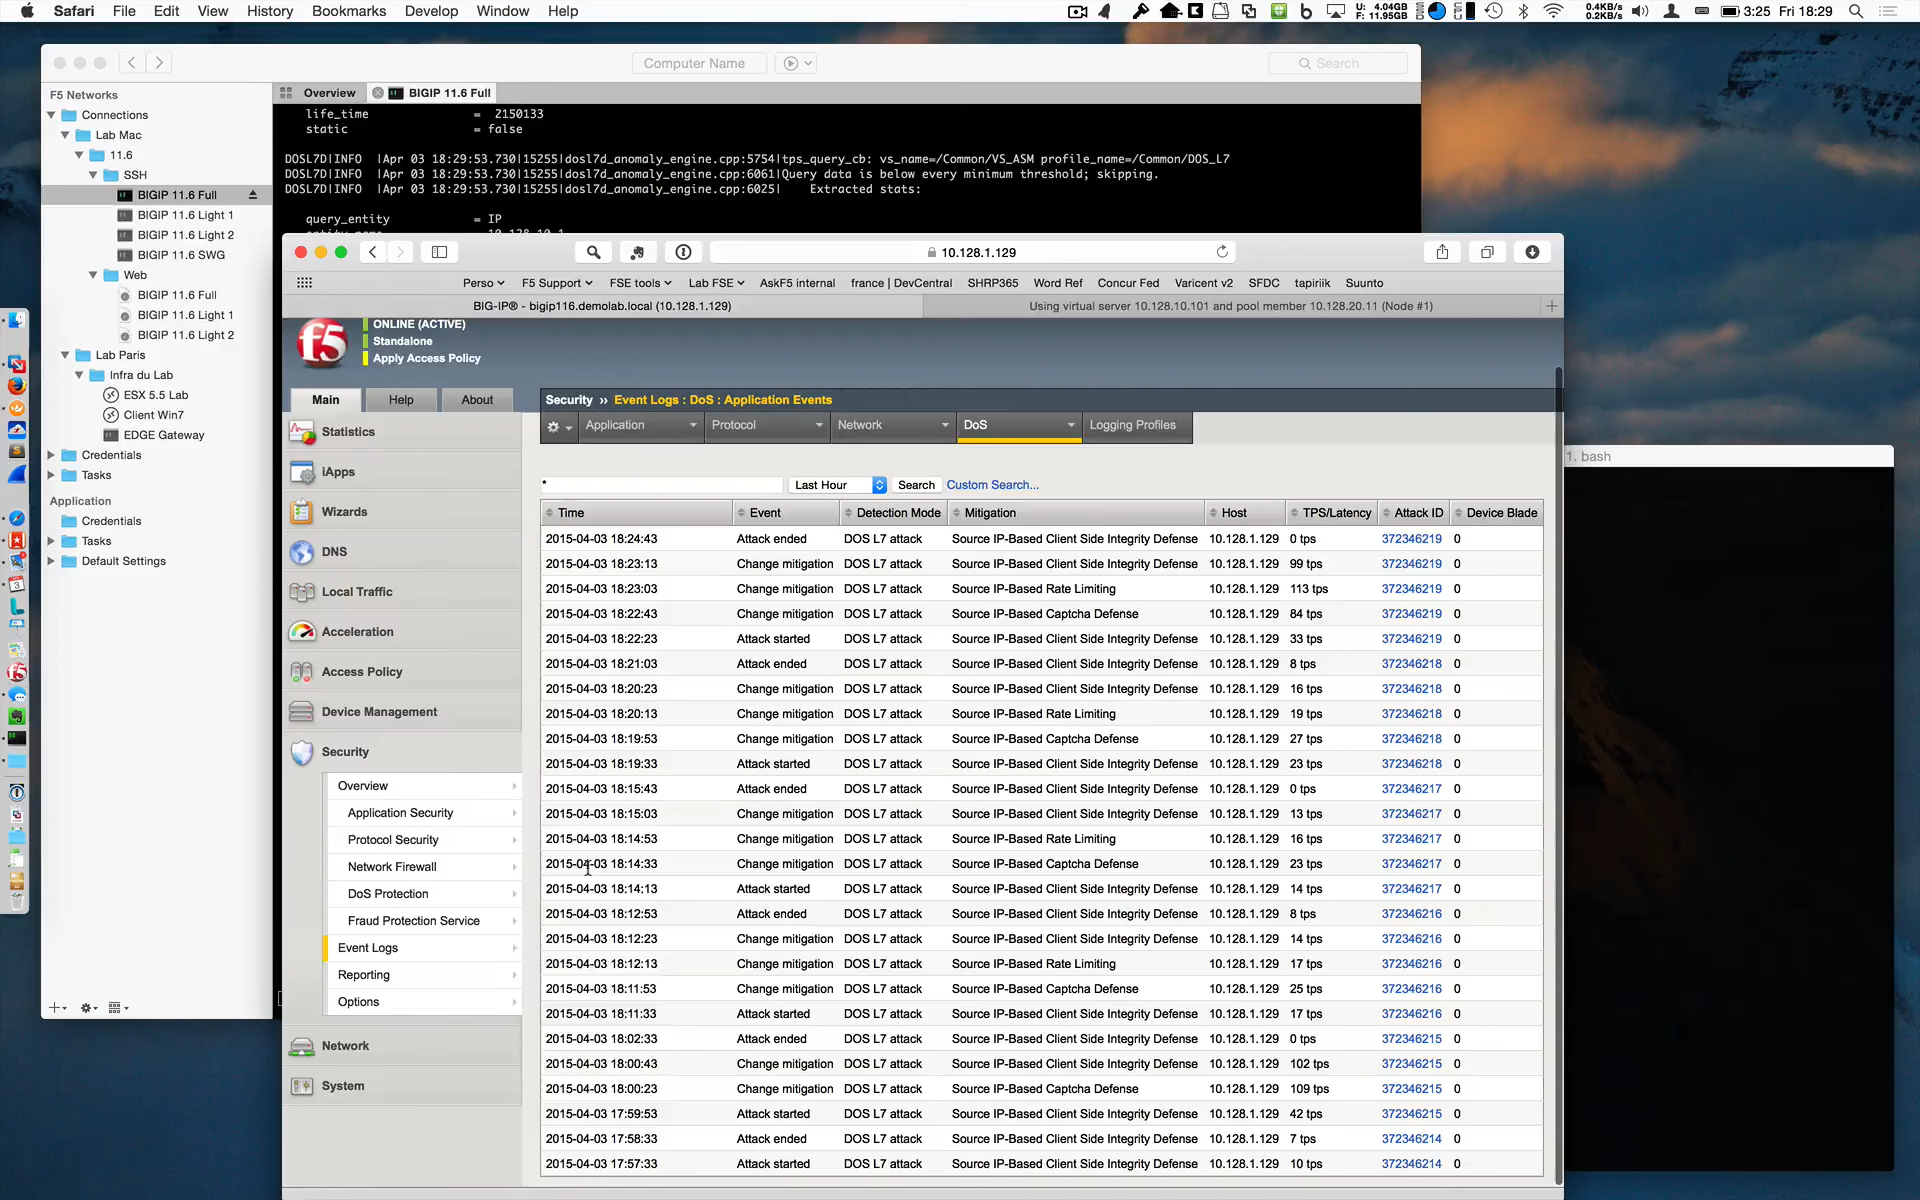 Safari File Edit View History Bookmarks Develop Window Help
U: 4.04GB
F: 11.95GB
0.4KB/s
0.2KB/s
3:25 Fri 18:29
Computer Name
Search
F5 Networks
Connections
Lab Mac
11.6
SSH
BIGIP 11.6 Full
BIGIP 11.6 Light 1
BIGIP 11.6 Light 2
BIGIP 11.6 SWG
Web
BIGIP 11.6 Full
BIGIP 11.6 Light 1
BIGIP 11.6 Light 2
Lab Paris
Infra du Lab
ESX 5.5 Lab
Client Win7
EDGE Gateway
Credentials
Tasks
Application
Credentials
Tasks
Default Settings
Overview BIGIP 11.6 Full
life_time = 2150133
static = false
DOSL7D|INFO |Apr 03 18:29:53.730|15255|dosl7d_anomaly_engine.cpp:5754|tps_query_cb: vs_name=/Common/VS_ASM profile_name=/Common/DOS_L7
DOSL7D|INFO |Apr 03 18:29:53.730|15255|dosl7d_anomaly_engine.cpp:6061|Query data is below every minimum threshold; skipping.
DOSL7D|INFO |Apr 03 18:29:53.730|15255|dosl7d_anomaly_engine.cpp:6025| Extracted stats:
query_entity = IP
10.128.1.129
Perso F5 Support FSE tools Lab FSE AskF5 internal france | DevCentral SHRP365 Word Ref Concur Fed Varicent v2 SFDC tapiriik Suunto
BIG-IP® - bigip116.demolab.local (10.128.1.129)
Using virtual server 10.128.10.101 and pool member 10.128.20.11 (Node #1)
f5
ONLINE (ACTIVE)
Standalone
Apply Access Policy
Main Help About
Security ›› Event Logs : DoS : Application Events
Application Protocol Network DoS Logging Profiles
Statistics
iApps
Wizards
DNS
Local Traffic
Acceleration
Access Policy
Device Management
Security
Overview
Application Security
Protocol Security
Network Firewall
DoS Protection
Fraud Protection Service
Event Logs
Reporting
Options
Network
System
* Last Hour Search Custom Search...
Time Event Detection Mode Mitigation Host TPS/Latency Attack ID Device Blade
2015-04-03 18:24:43 Attack ended DOS L7 attack Source IP-Based Client Side Integrity Defense 10.128.1.129 0 tps 372346219 0
2015-04-03 18:23:13 Change mitigation DOS L7 attack Source IP-Based Client Side Integrity Defense 10.128.1.129 99 tps 372346219 0
2015-04-03 18:23:03 Change mitigation DOS L7 attack Source IP-Based Rate Limiting 10.128.1.129 113 tps 372346219 0
2015-04-03 18:22:43 Change mitigation DOS L7 attack Source IP-Based Captcha Defense 10.128.1.129 84 tps 372346219 0
2015-04-03 18:22:23 Attack started DOS L7 attack Source IP-Based Client Side Integrity Defense 10.128.1.129 33 tps 372346219 0
2015-04-03 18:21:03 Attack ended DOS L7 attack Source IP-Based Client Side Integrity Defense 10.128.1.129 8 tps 372346218 0
2015-04-03 18:20:23 Change mitigation DOS L7 attack Source IP-Based Client Side Integrity Defense 10.128.1.129 16 tps 372346218 0
2015-04-03 18:20:13 Change mitigation DOS L7 attack Source IP-Based Rate Limiting 10.128.1.129 19 tps 372346218 0
2015-04-03 18:19:53 Change mitigation DOS L7 attack Source IP-Based Captcha Defense 10.128.1.129 27 tps 372346218 0
2015-04-03 18:19:33 Attack started DOS L7 attack Source IP-Based Client Side Integrity Defense 10.128.1.129 23 tps 372346218 0
2015-04-03 18:15:43 Attack ended DOS L7 attack Source IP-Based Client Side Integrity Defense 10.128.1.129 0 tps 372346217 0
2015-04-03 18:15:03 Change mitigation DOS L7 attack Source IP-Based Client Side Integrity Defense 10.128.1.129 13 tps 372346217 0
2015-04-03 18:14:53 Change mitigation DOS L7 attack Source IP-Based Rate Limiting 10.128.1.129 16 tps 372346217 0
2015-04-03 18:14:33 Change mitigation DOS L7 attack Source IP-Based Captcha Defense 10.128.1.129 23 tps 372346217 0
2015-04-03 18:14:13 Attack started DOS L7 attack Source IP-Based Client Side Integrity Defense 10.128.1.129 14 tps 372346217 0
2015-04-03 18:12:53 Attack ended DOS L7 attack Source IP-Based Client Side Integrity Defense 10.128.1.129 8 tps 372346216 0
2015-04-03 18:12:23 Change mitigation DOS L7 attack Source IP-Based Client Side Integrity Defense 10.128.1.129 14 tps 372346216 0
2015-04-03 18:12:13 Change mitigation DOS L7 attack Source IP-Based Rate Limiting 10.128.1.129 17 tps 372346216 0
2015-04-03 18:11:53 Change mitigation DOS L7 attack Source IP-Based Captcha Defense 10.128.1.129 25 tps 372346216 0
2015-04-03 18:11:33 Attack started DOS L7 attack Source IP-Based Client Side Integrity Defense 10.128.1.129 17 tps 372346216 0
2015-04-03 18:02:33 Attack ended DOS L7 attack Source IP-Based Client Side Integrity Defense 10.128.1.129 0 tps 372346215 0
2015-04-03 18:00:43 Change mitigation DOS L7 attack Source IP-Based Client Side Integrity Defense 10.128.1.129 102 tps 372346215 0
2015-04-03 18:00:23 Change mitigation DOS L7 attack Source IP-Based Captcha Defense 10.128.1.129 109 tps 372346215 0
2015-04-03 17:59:53 Attack started DOS L7 attack Source IP-Based Client Side Integrity Defense 10.128.1.129 42 tps 372346215 0
2015-04-03 17:58:33 Attack ended DOS L7 attack Source IP-Based Client Side Integrity Defense 10.128.1.129 7 tps 372346214 0
2015-04-03 17:57:33 Attack started DOS L7 attack Source IP-Based Client Side Integrity Defense 10.128.1.129 10 tps 372346214 0
1. bash